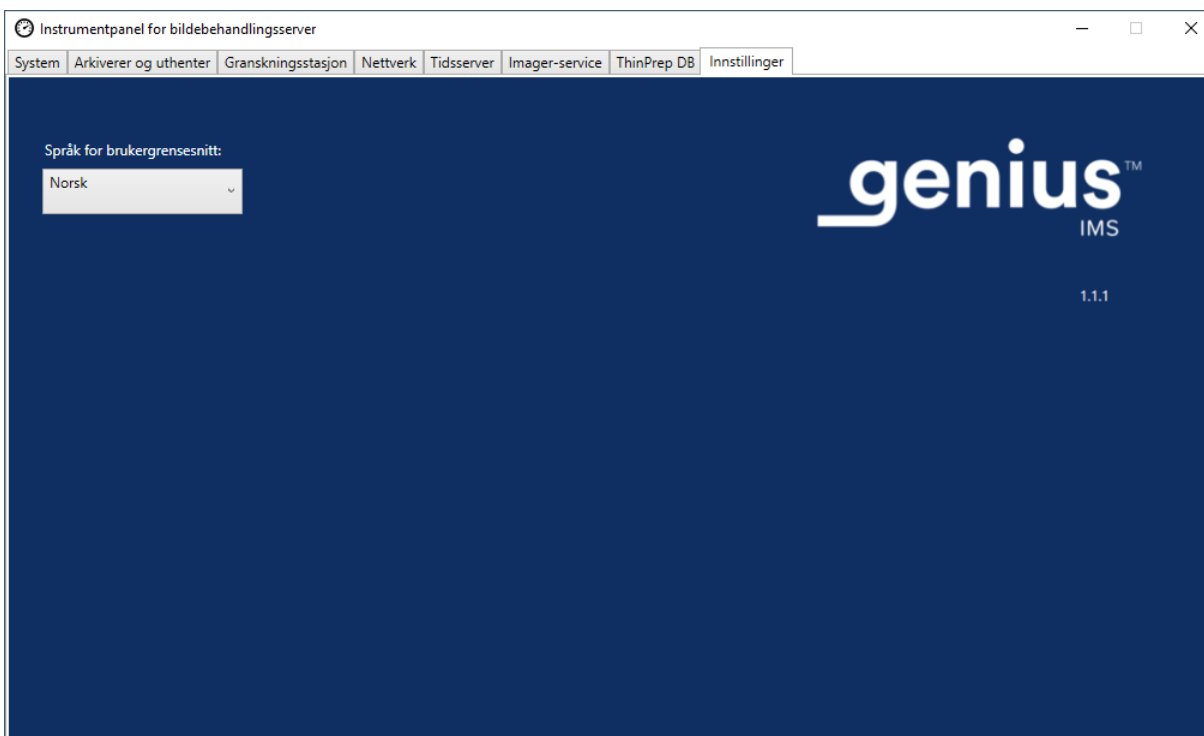 Instrumentpanel for bildebehandlingsserver
System Arkiverer og uthenter Granskningsstasjon Nettverk Tidsserver Imager-service ThinPrep DB Innstillinger
Språk for brukergrensesnitt:
Norsk
genius™
IMS
1.1.1